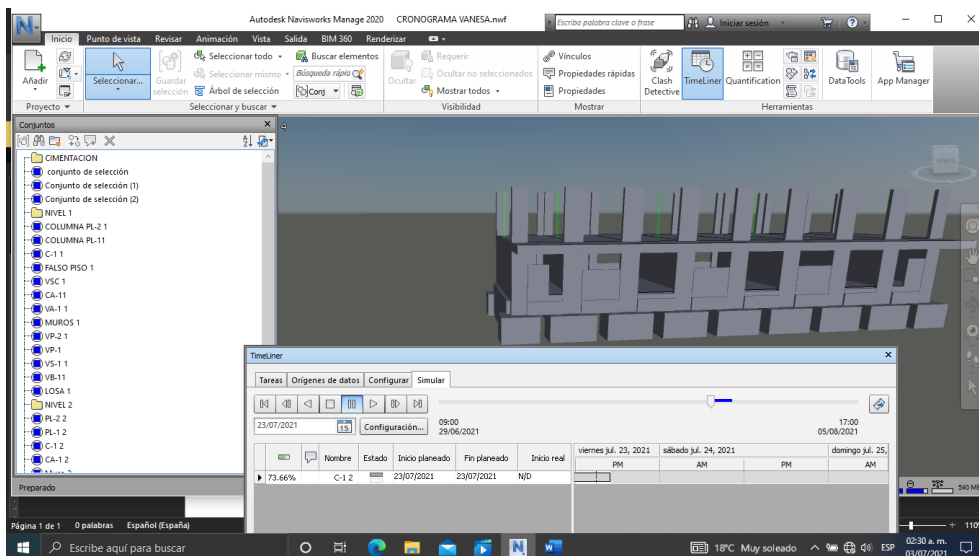 Autodesk Navisworks Manage 2020 CRONOGRAMA VANESA.nwf
Escriba palabra clave o frase
Iniciar sesión
Inicio Punto de vista Revisar Animación Vista Salida BIM 360 Renderizar
Añadir
Seleccionar...
Guardar selección
Seleccionar todo
Seleccionar mismo
Árbol de selección
Buscar elementos
Búsqueda rápida
Conj
Ocultar
Requerir
Ocultar no seleccionados
Mostrar todos
Vínculos
Propiedades rápidas
Propiedades
Clash Detective
TimeLiner
Quantification
DataTools
App Manager
Proyecto
Seleccionar y buscar
Visibilidad
Mostrar
Herramientas
Conjuntos
CIMENTACION
conjunto de selección
Conjunto de selección (1)
Conjunto de selección (2)
NIVEL 1
COLUMNA PL-2 1
COLUMNA PL-11
C-1 1
FALSO PISO 1
VSC 1
CA-11
VA-1 1
MUROS 1
VP-2 1
VP-1
VS-1 1
VB-11
LOSA 1
NIVEL 2
PL-2 2
PL-1 2
C-1 2
CA-1 2
Preparado
TimeLiner
Tareas Orígenes de datos Configurar Simular
23/07/2021
15
Configuración...
09:00
29/06/2021
17:00
05/08/2021
Nombre Estado Inicio planeado Fin planeado Inicio real
viernes jul. 23, 2021 sábado jul. 24, 2021 domingo jul. 25,
PM AM PM AM
73.66% C-1 2 23/07/2021 23/07/2021 N/D
540 MB
Página 1 de 1 0 palabras Español (España)
Escribe aquí para buscar
18°C Muy soleado
ESP
02:30 a. m.
03/07/2021